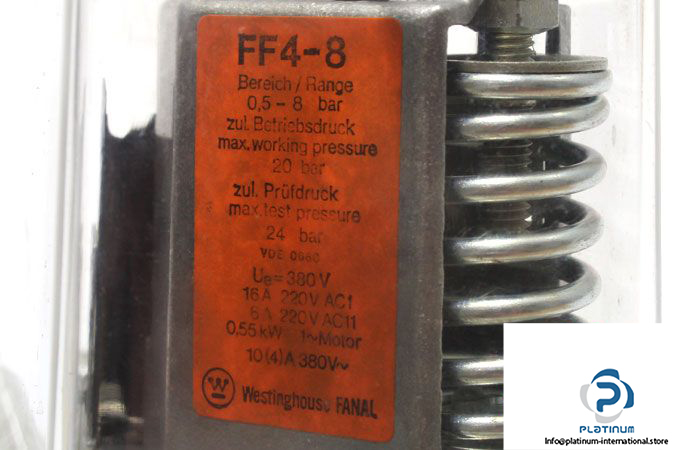 FF4-8
Bereich / Range
0,5 - 8 bar
zul. Betriebsdruck
max. working pressure
20 bar
zul. Prüfdruck
max. test pressure
24 bar
VDE 0660
Ue = 380 V
16 A 220 V AC1
6 A 220 V AC11
0,55 kW 1~Motor
10 (4) A 380V~
W
Westinghouse FANAL
PLATINUM
Info@platinum-international.store